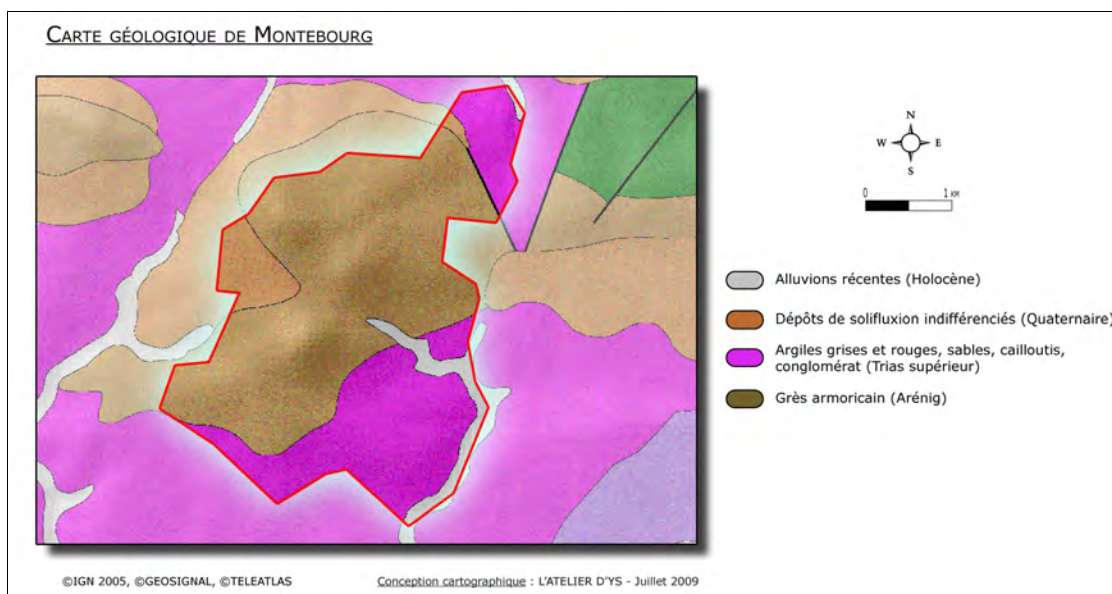 CARTE GÉOLOGIQUE DE MONTEBOURG
N
W E
S
0 1 KM
Alluvions récentes (Holocène)
Dépôts de solifluxion indifférenciés (Quaternaire)
Argiles grises et rouges, sables, cailloutis,
conglomérat (Trias supérieur)
Grès armoricain (Arénig)
©IGN 2005, ©GEOSIGNAL, ©TELEATLAS
Conception cartographique : L'ATELIER D'YS - Juillet 2009